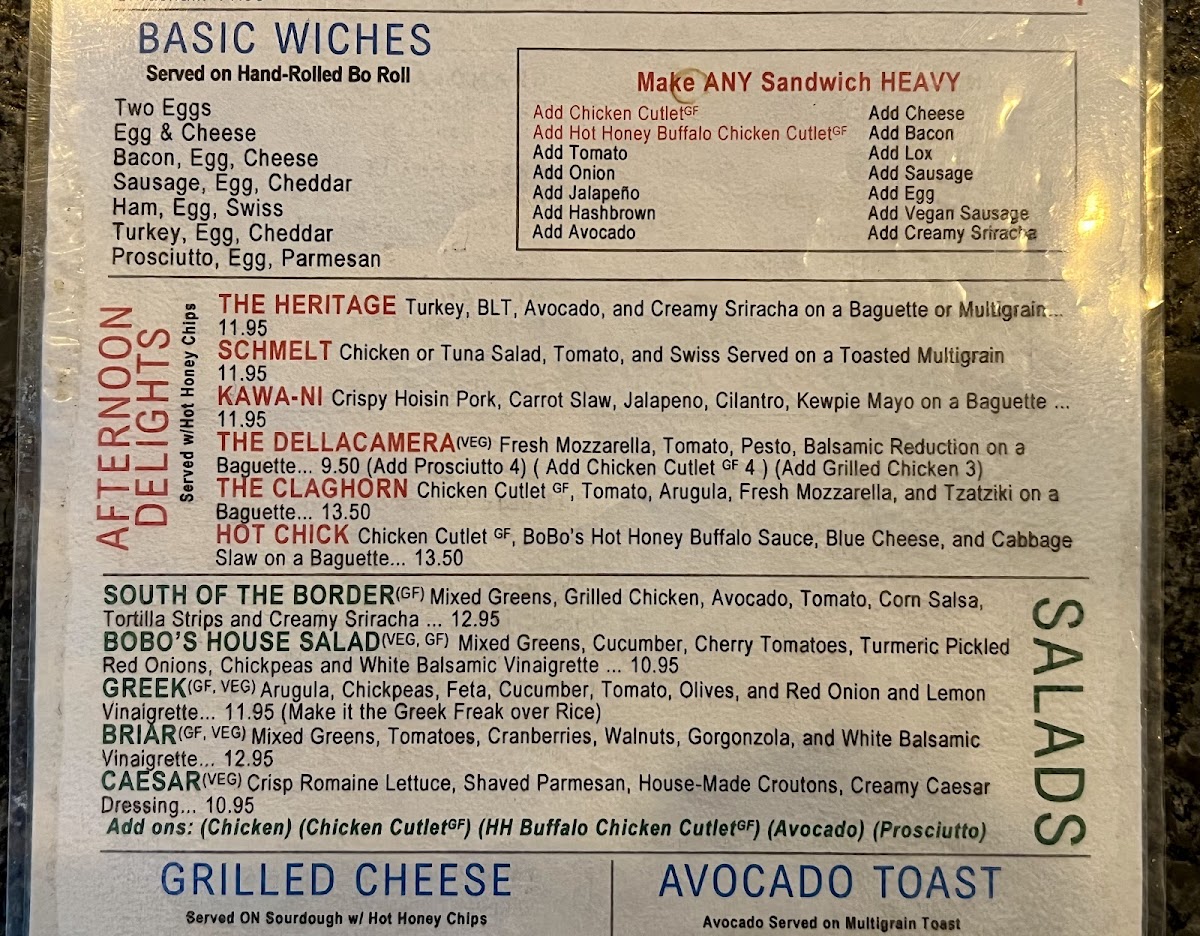 BASIC WICHES
Served on Hand-Rolled Bo Roll
Two Eggs
Egg & Cheese
Bacon, Egg, Cheese
Sausage, Egg, Cheddar
Ham, Egg, Swiss
Turkey, Egg, Cheddar
Prosciutto, Egg, Parmesan
Make ANY Sandwich HEAVY
Add Chicken Cutlet GF
Add Hot Honey Buffalo Chicken Cutlet GF
Add Tomato
Add Onion
Add Jalapeño
Add Hashbrown
Add Avocado
Add Cheese
Add Bacon
Add Lox
Add Sausage
Add Egg
Add Vegan Sausage
Add Creamy Sriracha
AFTERNOON
DELIGHTS
Served w/Hot Honey Chips
THE HERITAGE Turkey, BLT, Avocado, and Creamy Sriracha on a Baguette or Multigrain...
11.95
SCHMELT Chicken or Tuna Salad, Tomato, and Swiss Served on a Toasted Multigrain
11.95
KAWA-NI Crispy Hoisin Pork, Carrot Slaw, Jalapeno, Cilantro, Kewpie Mayo on a Baguette ...
11.95
THE DELLACAMERA(VEG) Fresh Mozzarella, Tomato, Pesto, Balsamic Reduction on a
Baguette... 9.50 (Add Prosciutto 4) ( Add Chicken Cutlet GF 4 ) (Add Grilled Chicken 3)
THE CLAGHORN Chicken Cutlet GF, Tomato, Arugula, Fresh Mozzarella, and Tzatziki on a
Baguette... 13.50
HOT CHICK Chicken Cutlet GF, BoBo's Hot Honey Buffalo Sauce, Blue Cheese, and Cabbage
Slaw on a Baguette... 13.50
SALADS
SOUTH OF THE BORDER(GF) Mixed Greens, Grilled Chicken, Avocado, Tomato, Corn Salsa,
Tortilla Strips and Creamy Sriracha ... 12.95
BOBO'S HOUSE SALAD(VEG, GF) Mixed Greens, Cucumber, Cherry Tomatoes, Turmeric Pickled
Red Onions, Chickpeas and White Balsamic Vinaigrette ... 10.95
GREEK(GF, VEG) Arugula, Chickpeas, Feta, Cucumber, Tomato, Olives, and Red Onion and Lemon
Vinaigrette... 11.95 (Make it the Greek Freak over Rice)
BRIAR(GF, VEG) Mixed Greens, Tomatoes, Cranberries, Walnuts, Gorgonzola, and White Balsamic
Vinaigrette... 12.95
CAESAR(VEG) Crisp Romaine Lettuce, Shaved Parmesan, House-Made Croutons, Creamy Caesar
Dressing... 10.95
Add ons: (Chicken) (Chicken Cutlet GF) (HH Buffalo Chicken Cutlet GF) (Avocado) (Prosciutto)
GRILLED CHEESE
Served ON Sourdough w/ Hot Honey Chips
AVOCADO TOAST
Avocado Served on Multigrain Toast